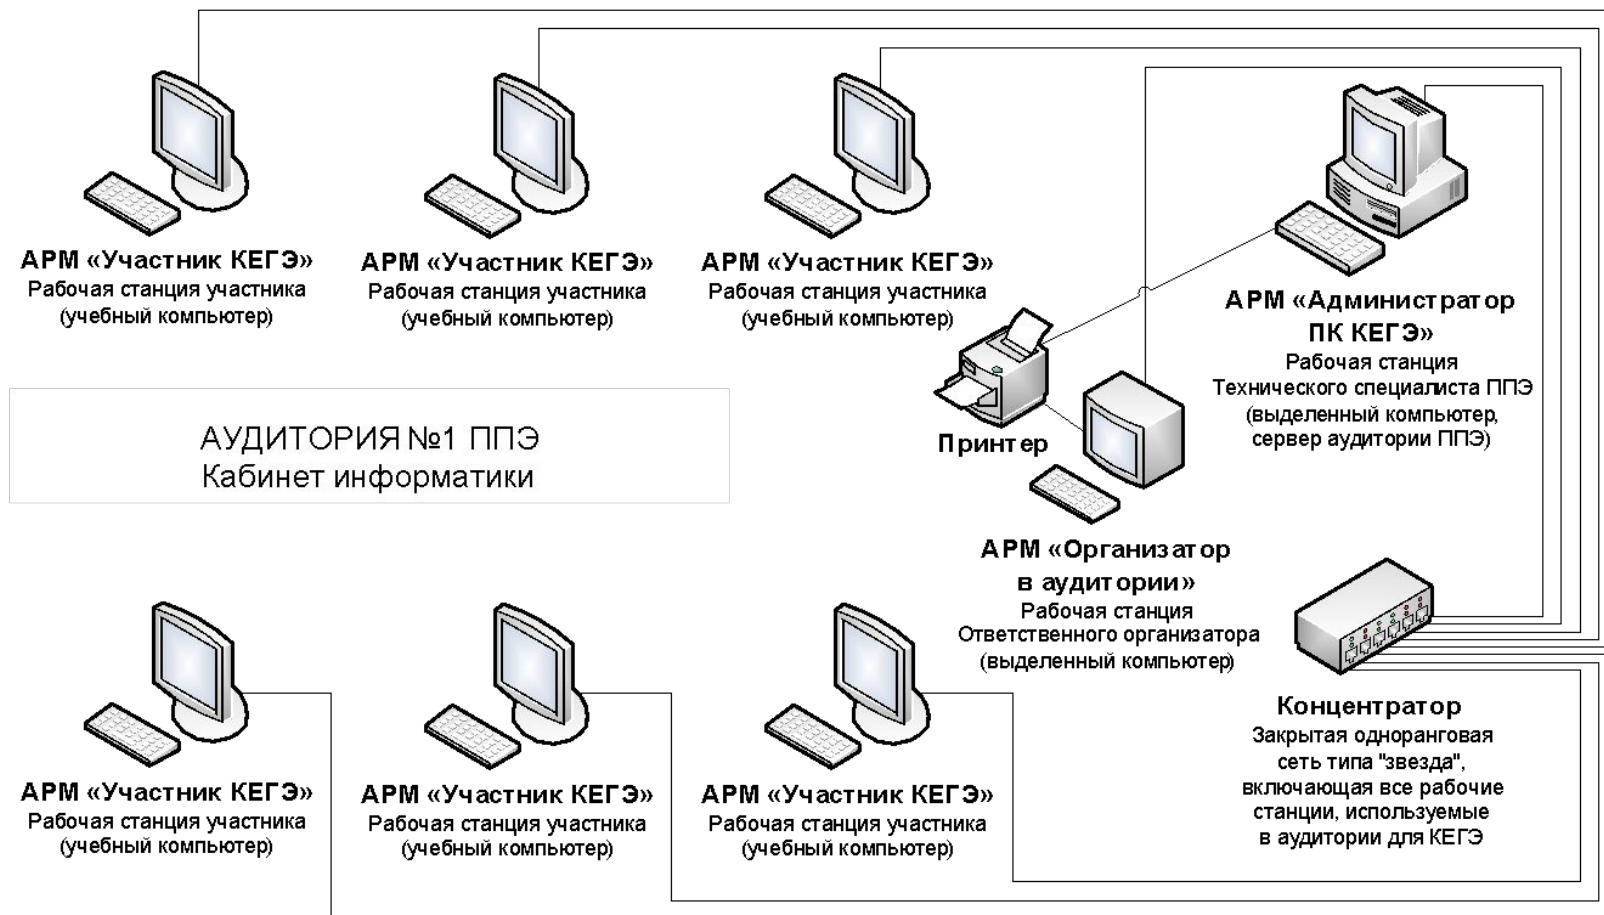 АРМ «Участник КЕГЭ»
Рабочая станция участника
(учебный компьютер)
АРМ «Участник КЕГЭ»
Рабочая станция участника
(учебный компьютер)
АРМ «Участник КЕГЭ»
Рабочая станция участника
(учебный компьютер)
АРМ «Администратор
ПК КЕГЭ»
Рабочая станция
Технического специалиста ППЭ
(выделенный компьютер,
сервер аудитории ППЭ)
АУДИТОРИЯ №1 ППЭ
Кабинет информатики
Принтер
АРМ «Организатор
в аудитории»
Рабочая станция
Ответственного организатора
(выделенный компьютер)
АРМ «Участник КЕГЭ»
Рабочая станция участника
(учебный компьютер)
АРМ «Участник КЕГЭ»
Рабочая станция участника
(учебный компьютер)
АРМ «Участник КЕГЭ»
Рабочая станция участника
(учебный компьютер)
Концентратор
Закрытая одноранговая
сеть типа "звезда",
включающая все рабочие
станции, используемые
в аудитории для КЕГЭ